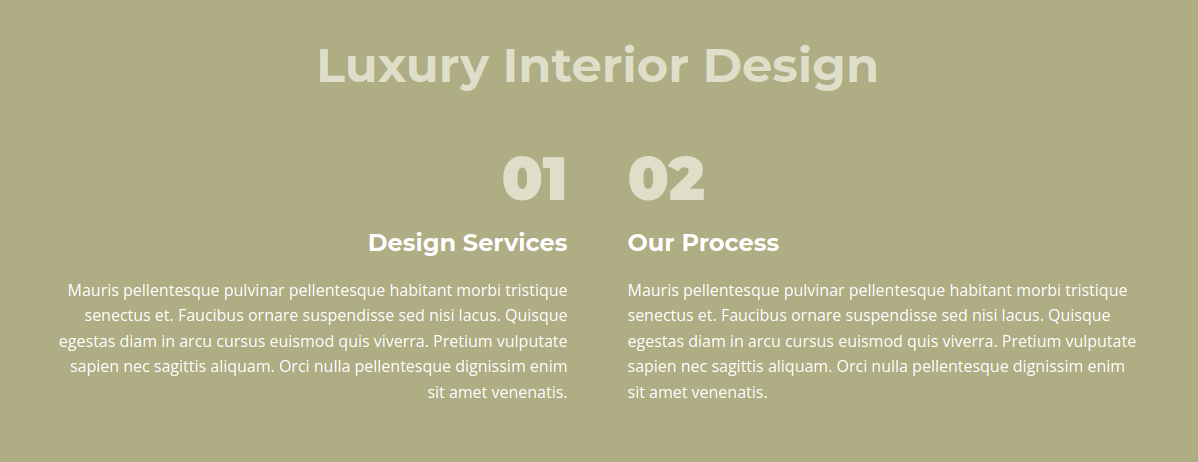 Luxury Interior Design
01
Design Services
Mauris pellentesque pulvinar pellentesque habitant morbi tristique
senectus et. Faucibus ornare suspendisse sed nisi lacus. Quisque
egestas diam in arcu cursus euismod quis viverra. Pretium vulputate
sapien nec sagittis aliquam. Orci nulla pellentesque dignissim enim
sit amet venenatis.
02
Our Process
Mauris pellentesque pulvinar pellentesque habitant morbi tristique
senectus et. Faucibus ornare suspendisse sed nisi lacus. Quisque
egestas diam in arcu cursus euismod quis viverra. Pretium vulputate
sapien nec sagittis aliquam. Orci nulla pellentesque dignissim enim
sit amet venenatis.